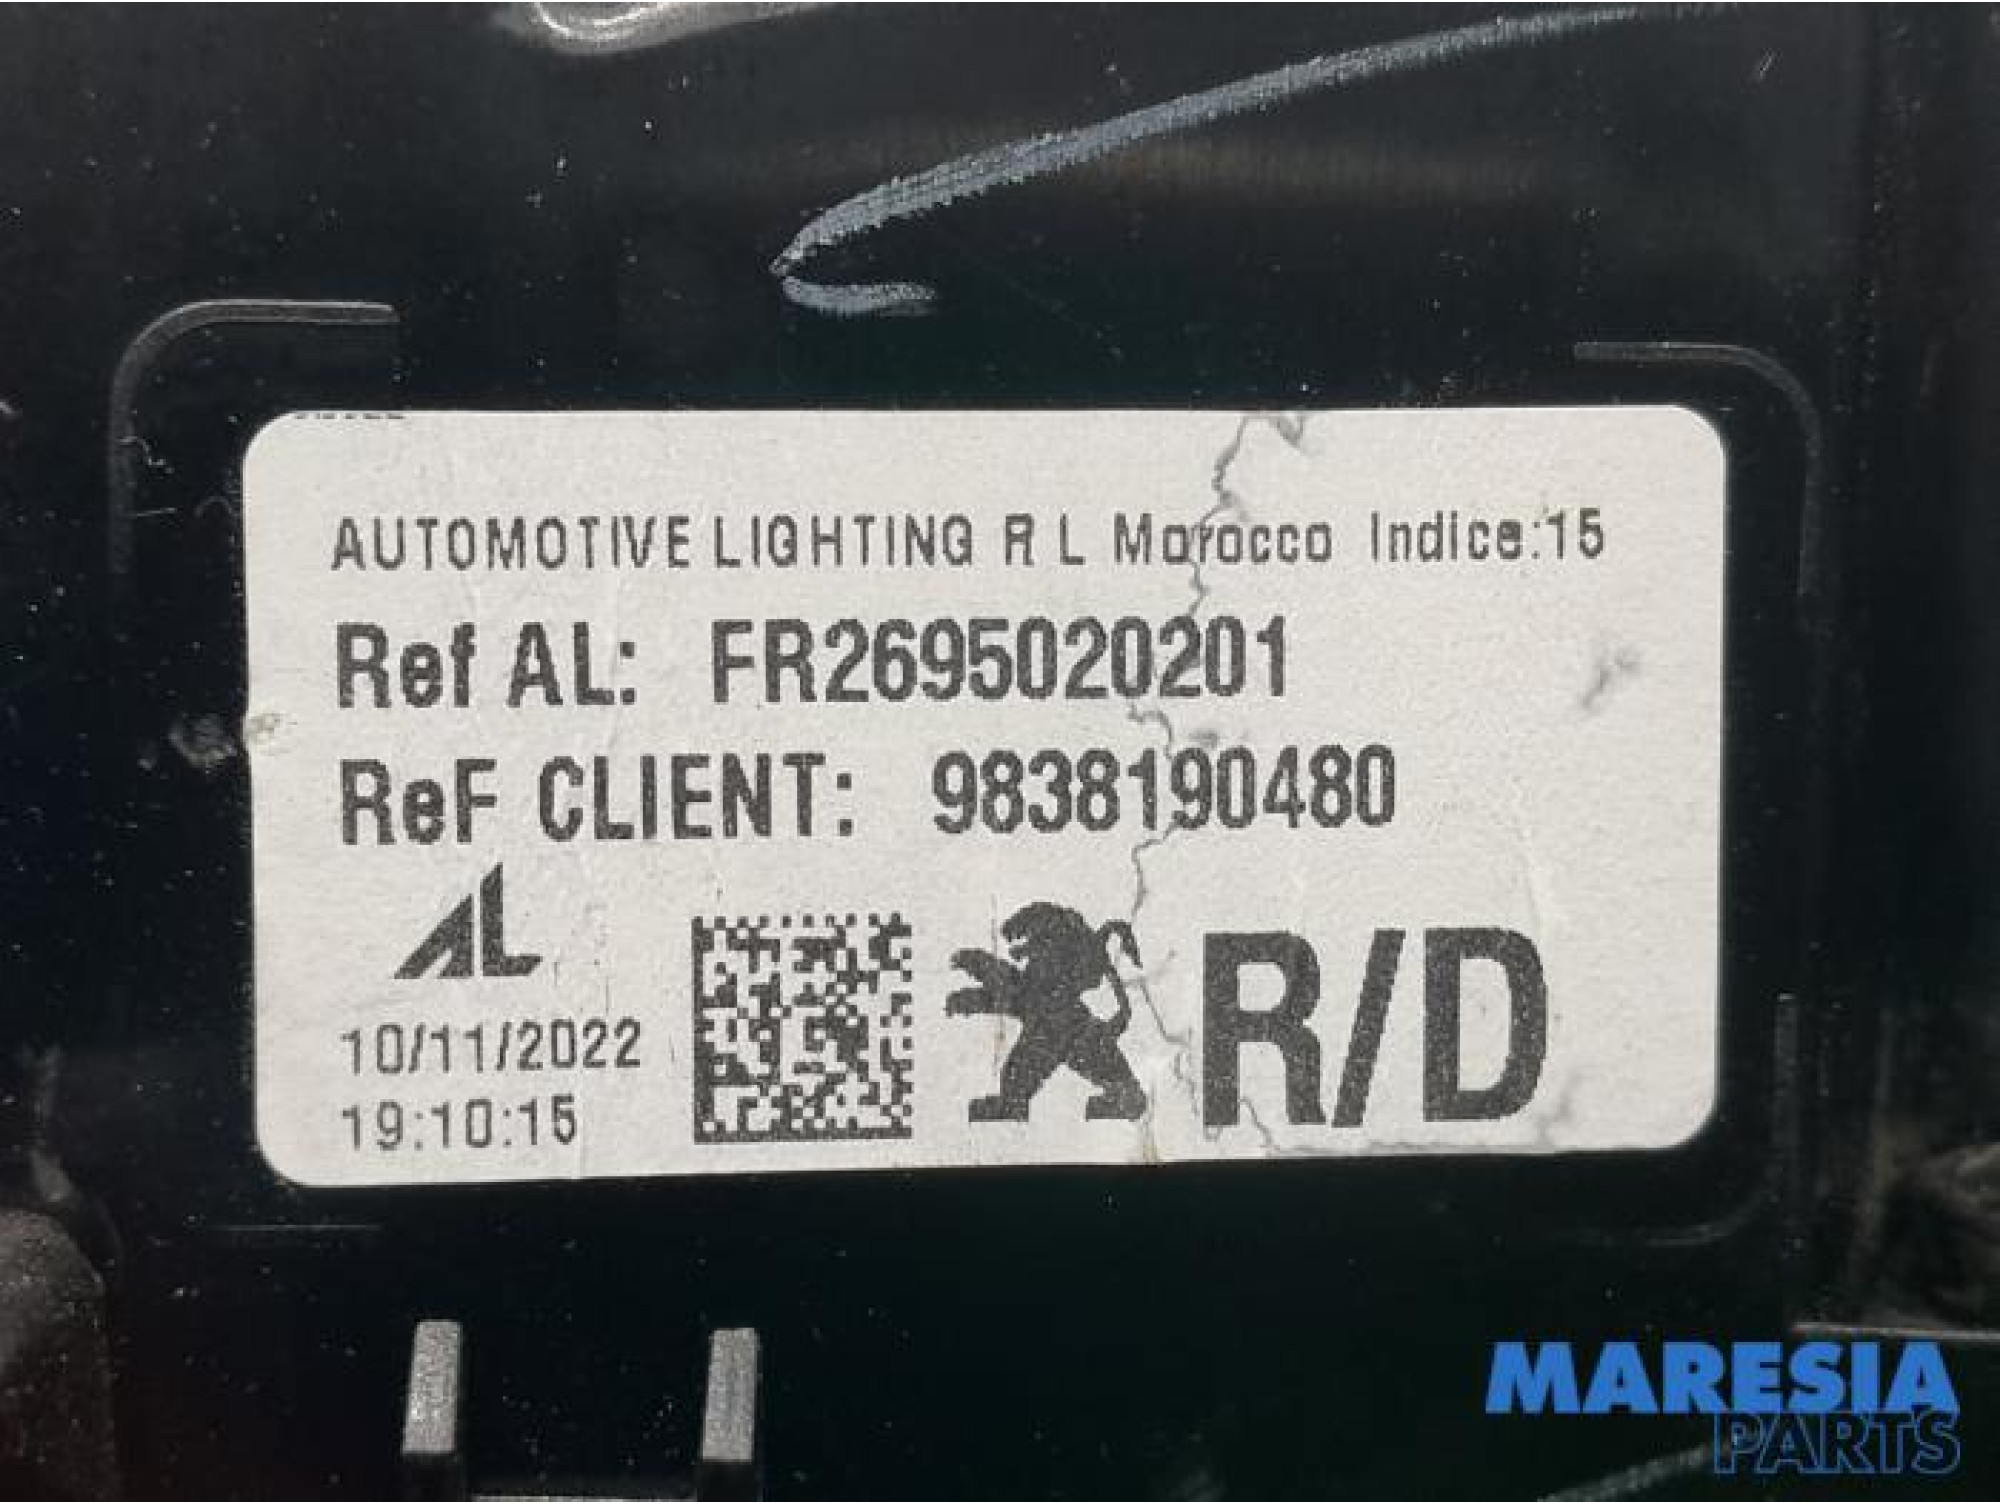 AUTOMOTIVE LIGHTING R L Morocco Indice:15
Ref AL: FR2695020201
ReF CLIENT: 9838190480
AL
10/11/2022
19:10:15
R/D
MARESIA
PARTS